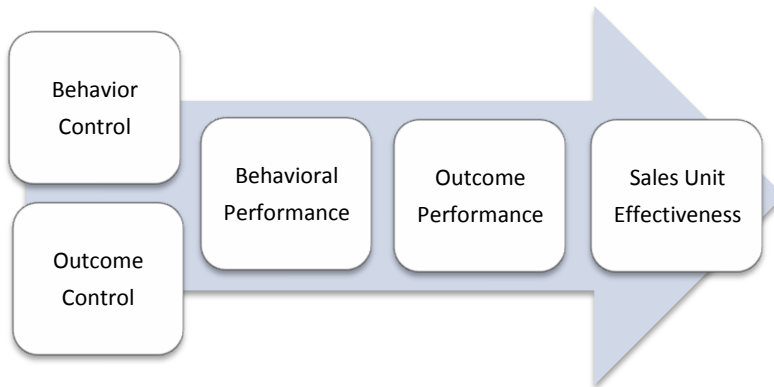 Behavior
Control
Outcome
Control
Behavioral
Performance
Outcome
Performance
Sales Unit
Effectiveness